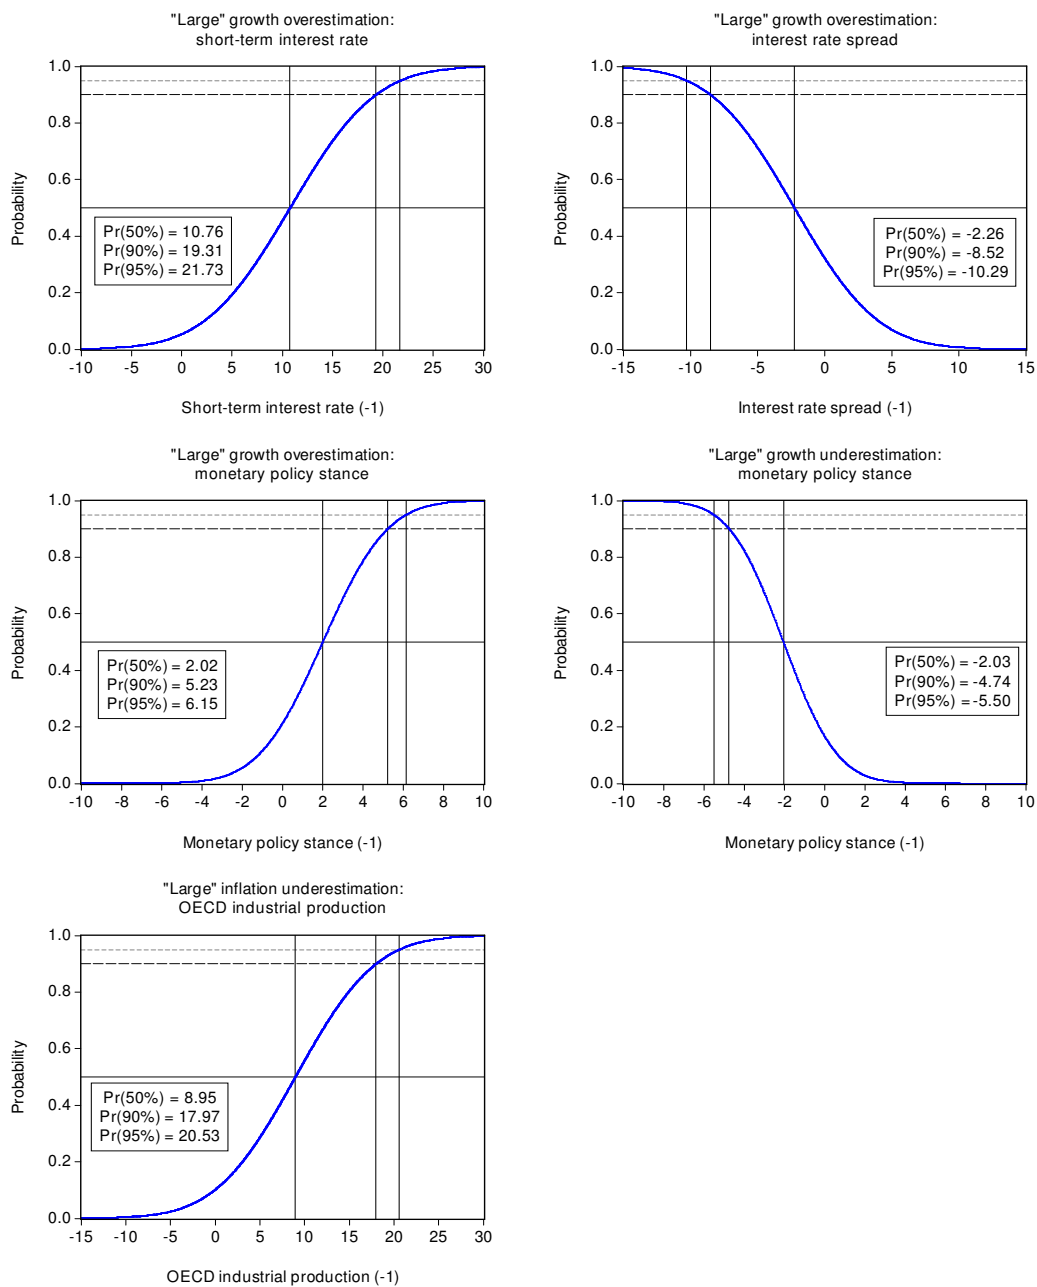 "Large" growth overestimation:
short-term interest rate
1.0
0.8
0.6
0.4
0.2
0.0
Probability
Pr(50%) = 10.76
Pr(90%) = 19.31
Pr(95%) = 21.73
-10 -5 0 5 10 15 20 25 30
Short-term interest rate (-1)
"Large" growth overestimation:
interest rate spread
1.0
0.8
0.6
0.4
0.2
0.0
Probability
Pr(50%) = -2.26
Pr(90%) = -8.52
Pr(95%) = -10.29
-15 -10 -5 0 5 10 15
Interest rate spread (-1)
"Large" growth overestimation:
monetary policy stance
1.0
0.8
0.6
0.4
0.2
0.0
Probability
Pr(50%) = 2.02
Pr(90%) = 5.23
Pr(95%) = 6.15
-10 -8 -6 -4 -2 0 2 4 6 8 10
Monetary policy stance (-1)
"Large" growth underestimation:
monetary policy stance
1.0
0.8
0.6
0.4
0.2
0.0
Probability
Pr(50%) = -2.03
Pr(90%) = -4.74
Pr(95%) = -5.50
-10 -8 -6 -4 -2 0 2 4 6 8 10
Monetary policy stance (-1)
"Large" inflation underestimation:
OECD industrial production
1.0
0.8
0.6
0.4
0.2
0.0
Probability
Pr(50%) = 8.95
Pr(90%) = 17.97
Pr(95%) = 20.53
-15 -10 -5 0 5 10 15 20 25 30
OECD industrial production (-1)